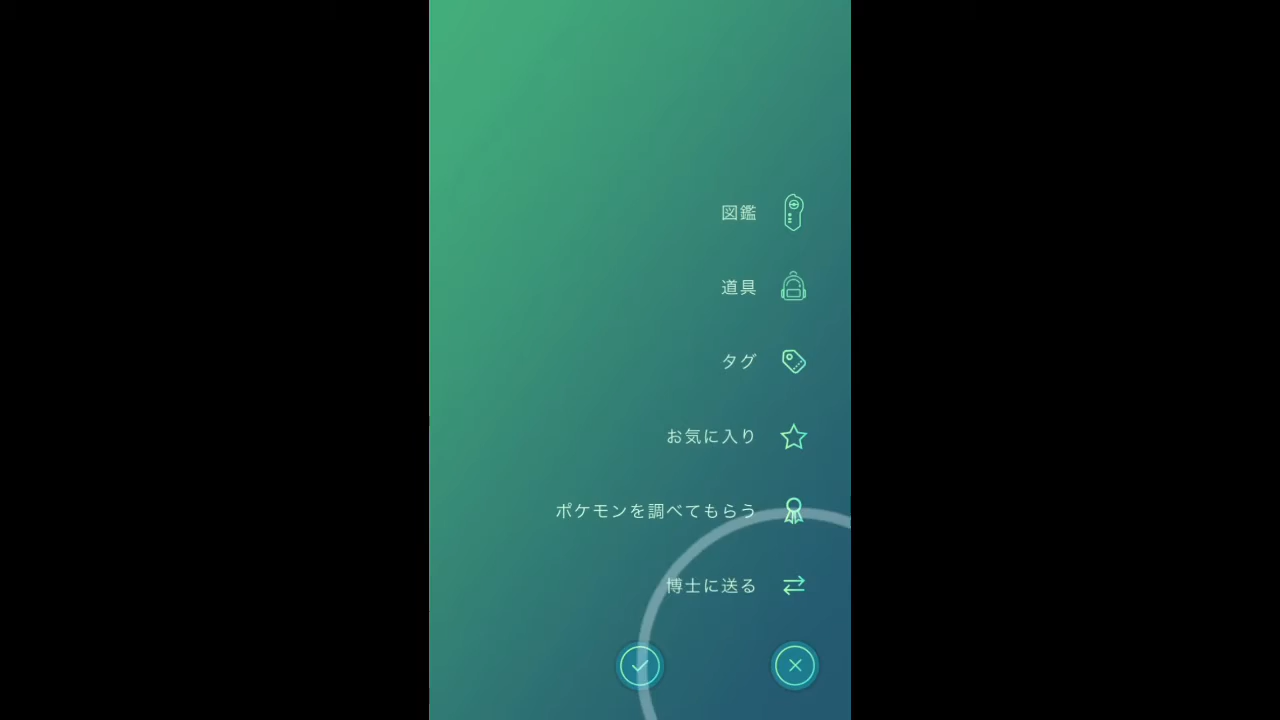 図鑑
道具
タグ
お気に入り
ポケモンを調べてもらう
博士に送る